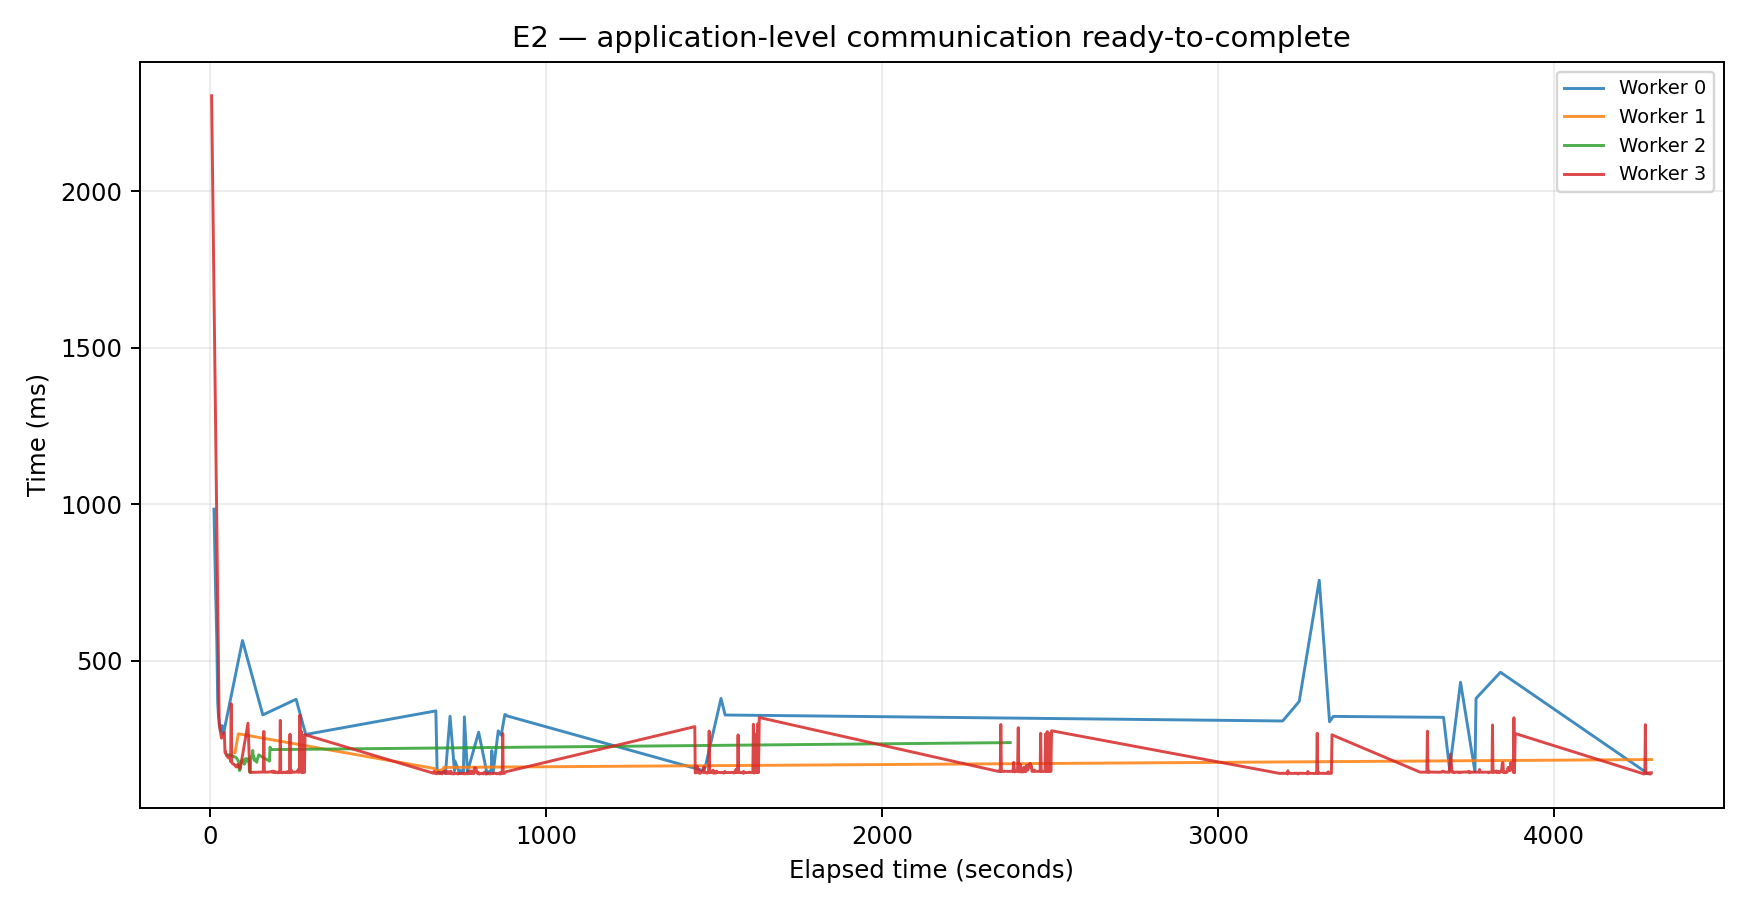 E2 — application-level communication ready-to-complete
Worker 0
Worker 1
Worker 2
Worker 3
Time (ms)
2000
1500
1000
500
0
1000
2000
3000
4000
Elapsed time (seconds)